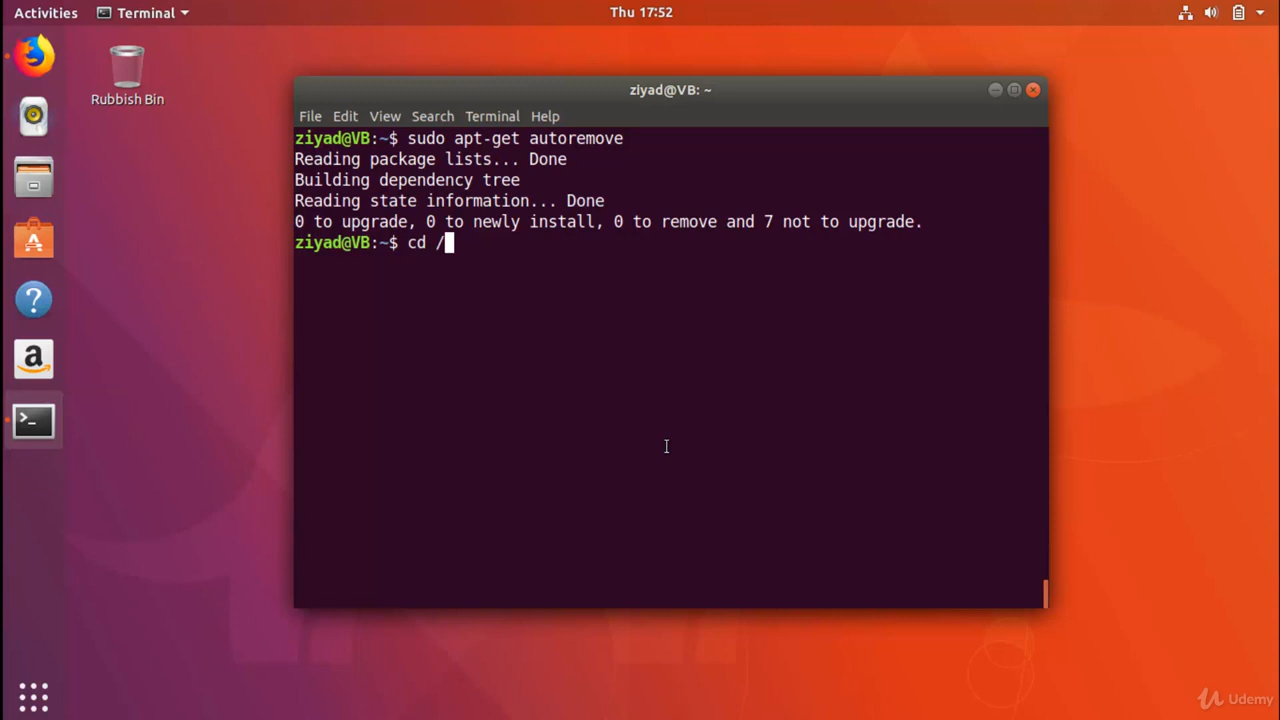 Activities
Terminal
Thu 17:52
Rubbish Bin
ziyad@VB: ~
File Edit View Search Terminal Help
ziyad@VB:~$ sudo apt-get autoremove
Reading package lists... Done
Building dependency tree
Reading state information... Done
0 to upgrade, 0 to newly install, 0 to remove and 7 not to upgrade.
ziyad@VB:~$ cd /
Udemy